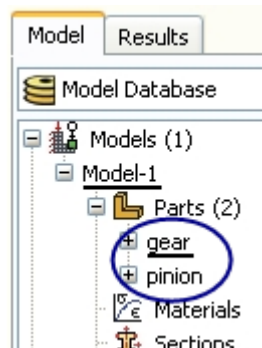 Model Results
Model Database
Models (1)
Model-1
Parts (2)
gear
pinion
Materials
Sections